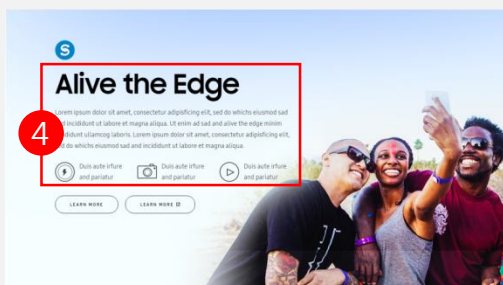 S
Alive the Edge
Lorem ipsum dolor sit amet, consectetur adipisficing elit, sed do whichs eiusmod sad
incididunt ut labore et magna aliqua. Ut enim ad sad and alive the edge minim
incididunt ullamcog laboris. Lorem ipsum dolor sit amet, consectetur adipisficing elit,
do whichs ead sad and incididunt ut labore et magna aliqua.
4
Duis aute irfure
and pariatur
Duis aute irfure
and pariatur
Duis aute irfure
and pariatur
LEARN MORE
LEARN MORE